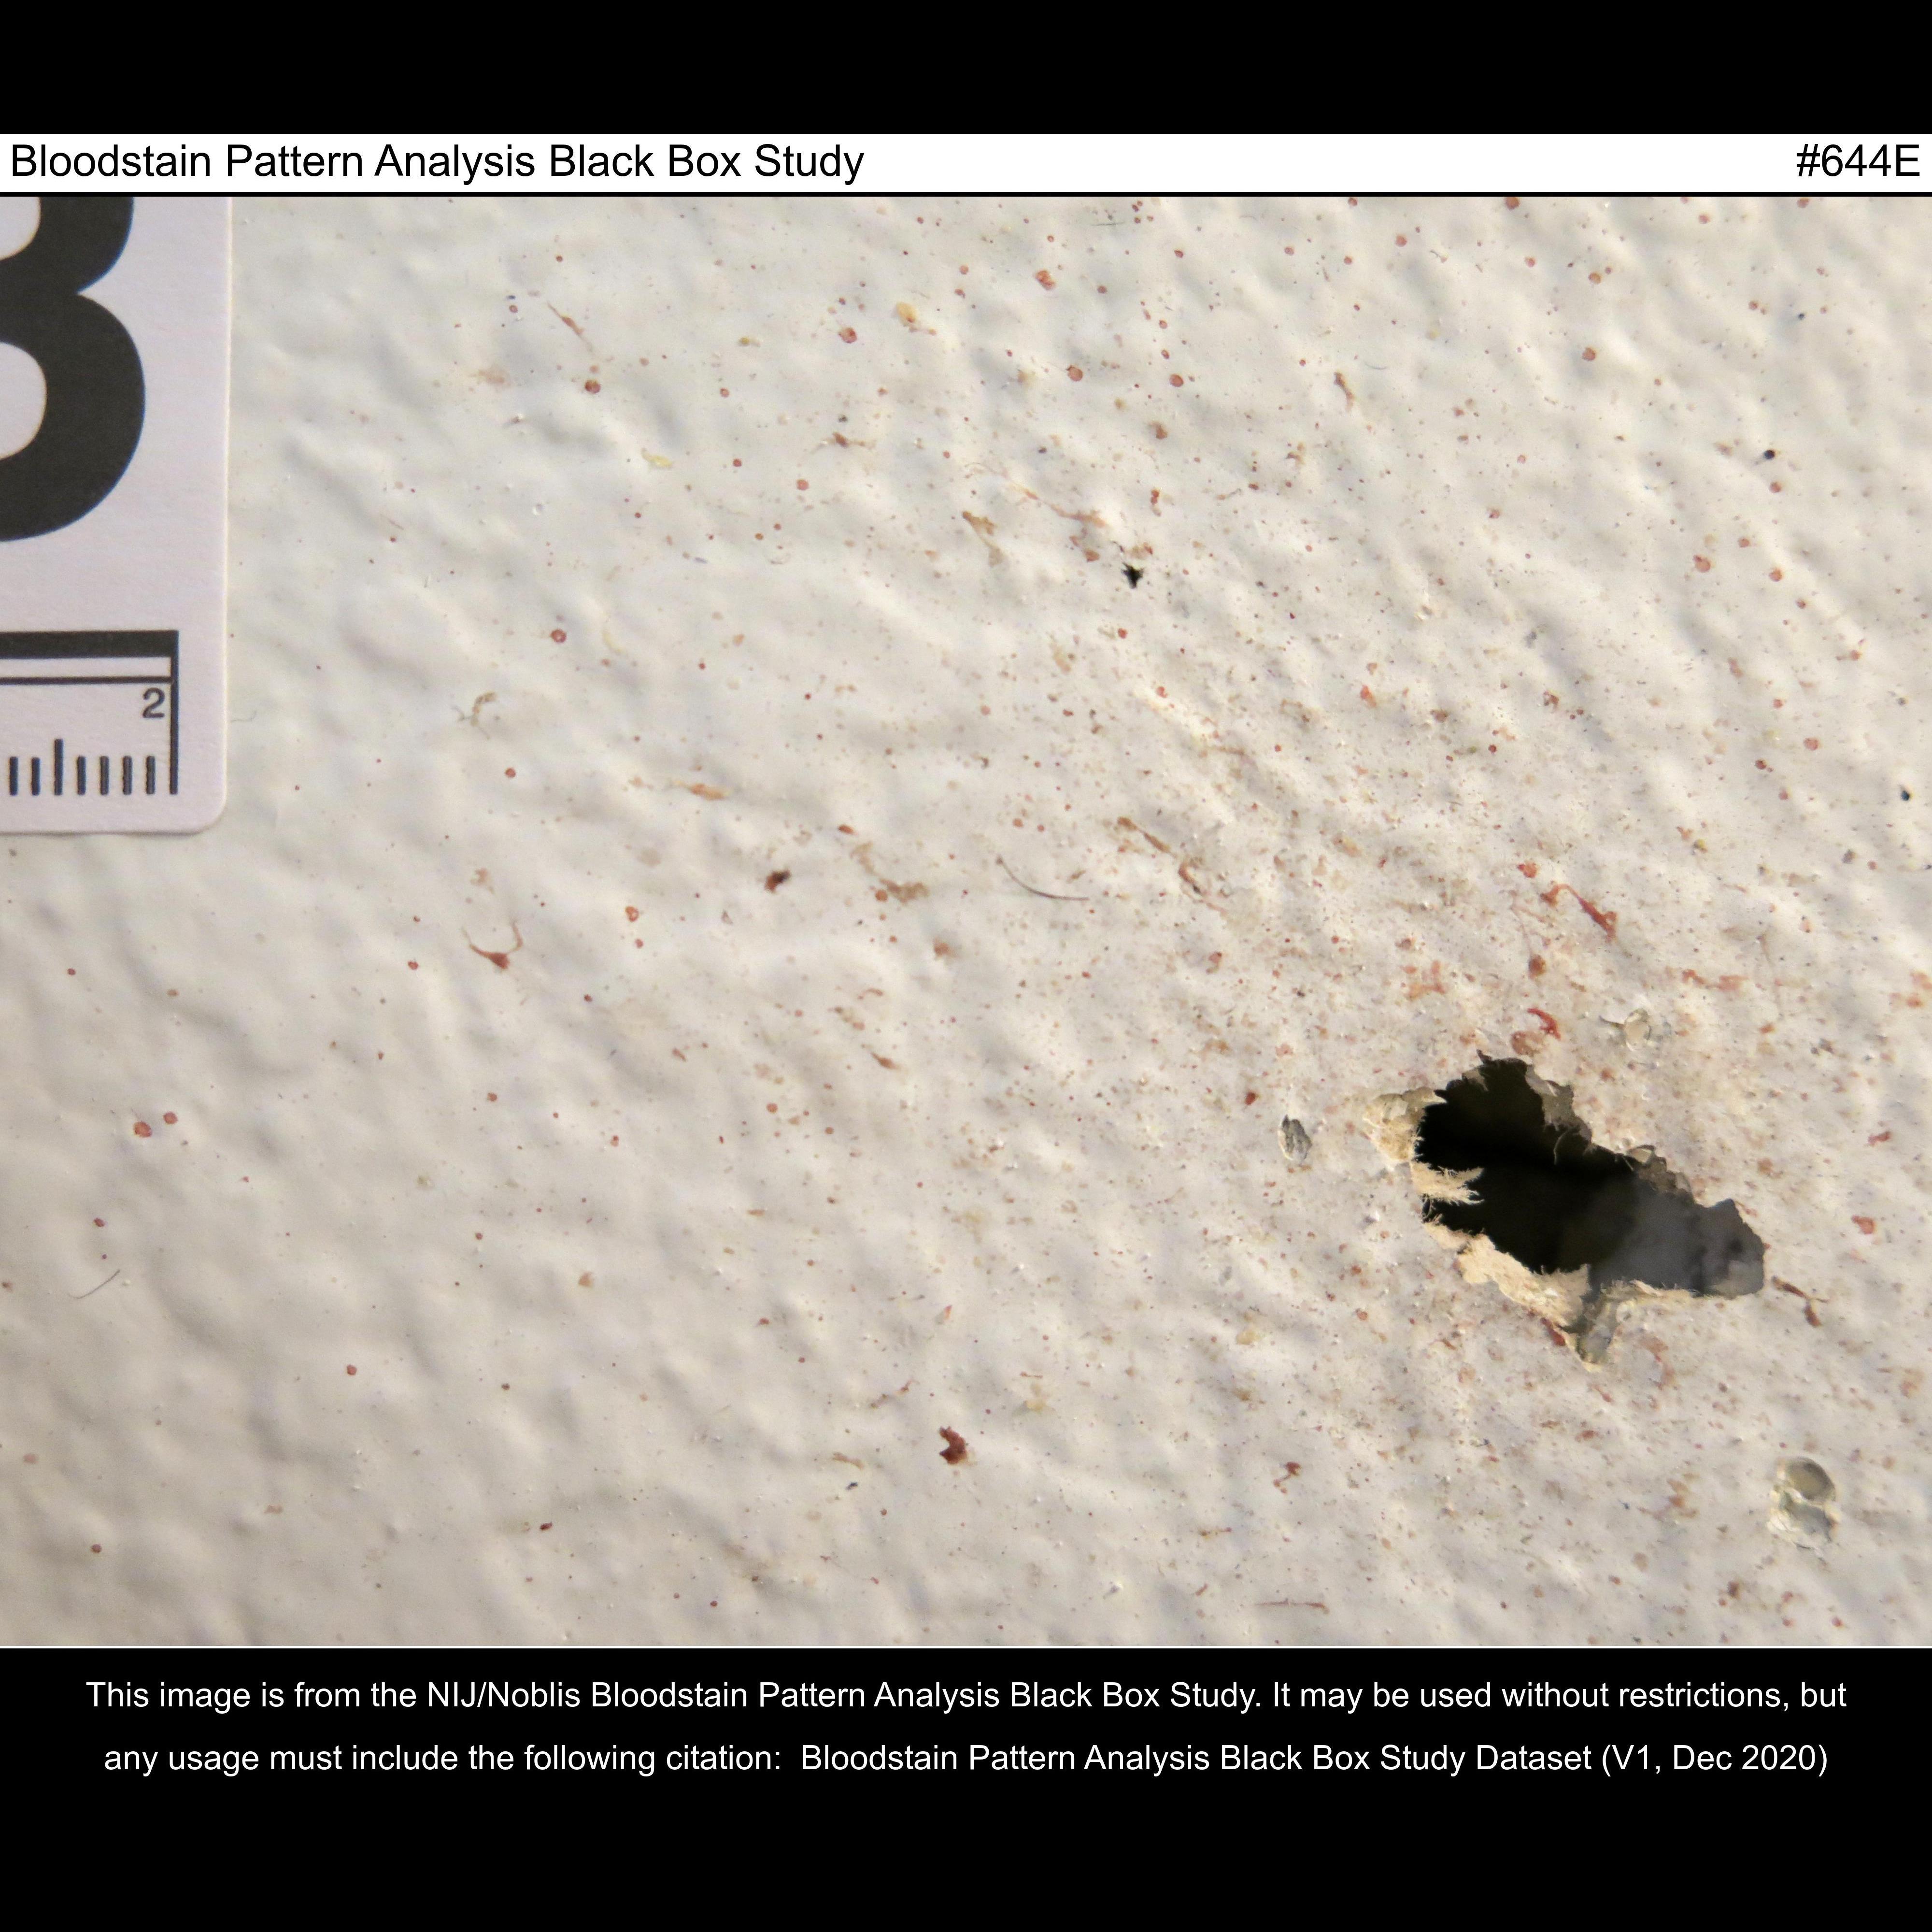 Bloodstain Pattern Analysis Black Box Study #644E
2
This image is from the NIJ/Noblis Bloodstain Pattern Analysis Black Box Study. It may be used without restrictions, but
any usage must include the following citation: Bloodstain Pattern Analysis Black Box Study Dataset (V1, Dec 2020)